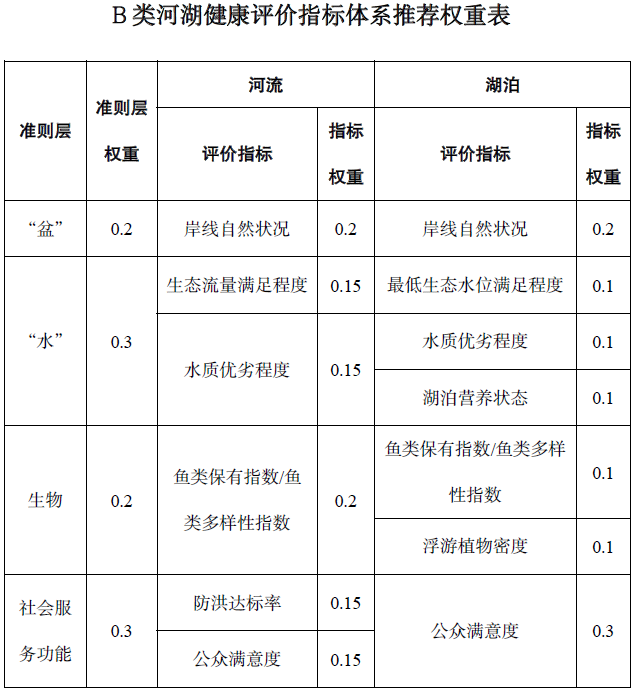 B 类河湖健康评价指标体系推荐权重表
准则层
准则层
权重
河流
湖泊
评价指标
指标
权重
评价指标
指标
权重
“盆”
0.2
岸线自然状况
0.2
岸线自然状况
0.2
“水”
0.3
生态流量满足程度
0.15
最低生态水位满足程度
0.1
水质优劣程度
0.15
水质优劣程度
0.1
湖泊营养状态
0.1
生物
0.2
鱼类保有指数/鱼
类多样性指数
0.2
鱼类保有指数/鱼类多样
性指数
0.1
浮游植物密度
0.1
社会服
务功能
0.3
防洪达标率
0.15
公众满意度
0.3
公众满意度
0.15